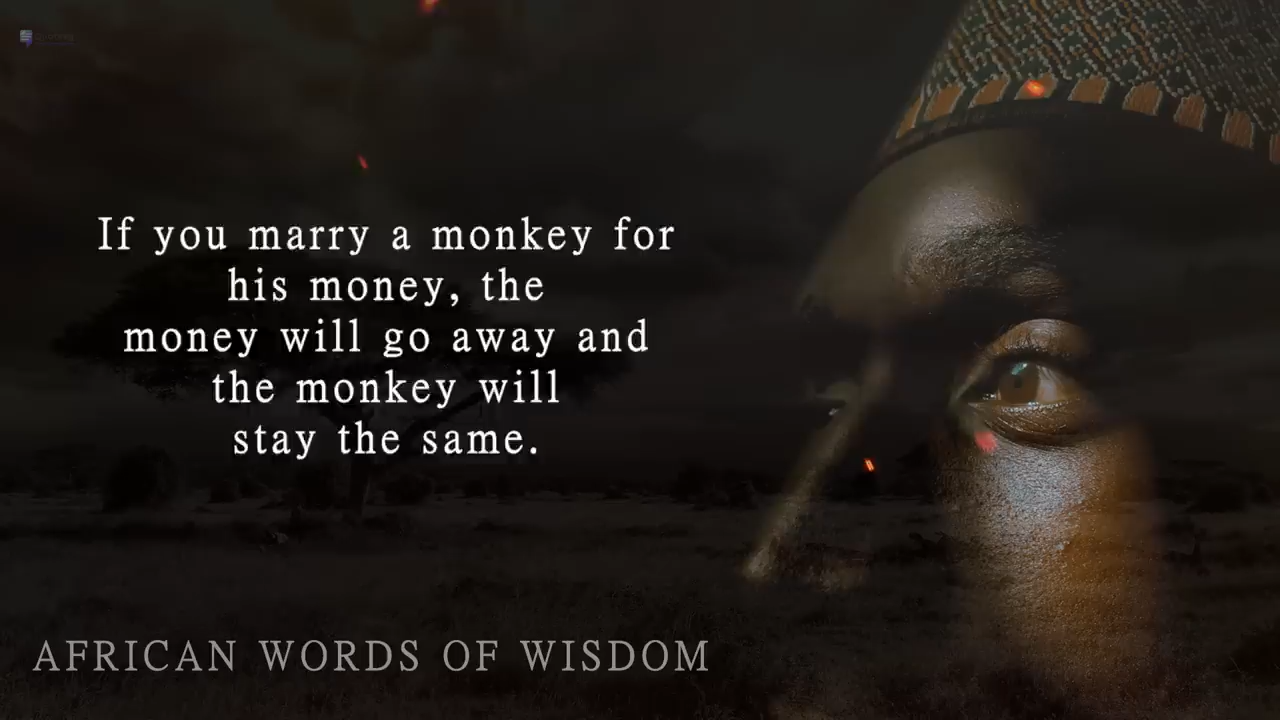 If you marry a monkey for
his money, the
money will go away and
the monkey will
stay the same.
AFRICAN WORDS OF WISDOM